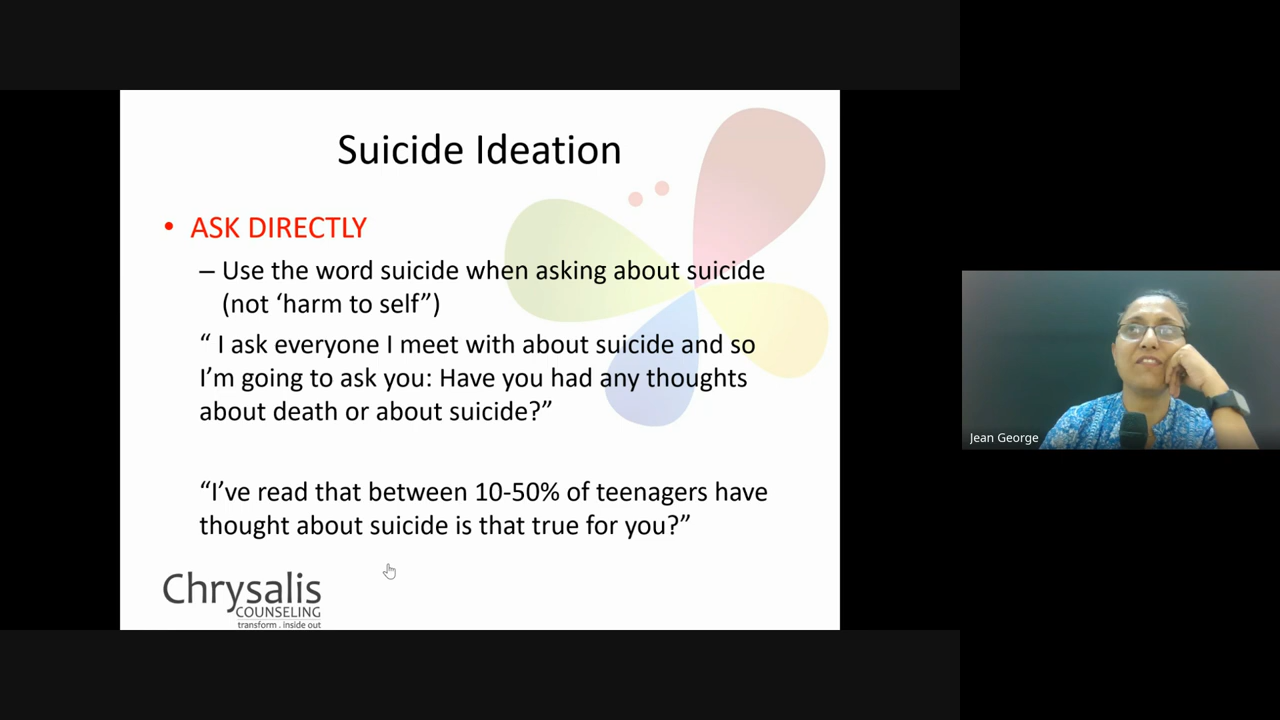 Suicide Ideation
• ASK DIRECTLY
– Use the word suicide when asking about suicide
(not ‘harm to self”)
“ I ask everyone I meet with about suicide and so
I’m going to ask you: Have you had any thoughts
about death or about suicide?”
“I’ve read that between 10-50% of teenagers have
thought about suicide is that true for you?”
Chrysalis
COUNSELING
transform . inside out
Jean George